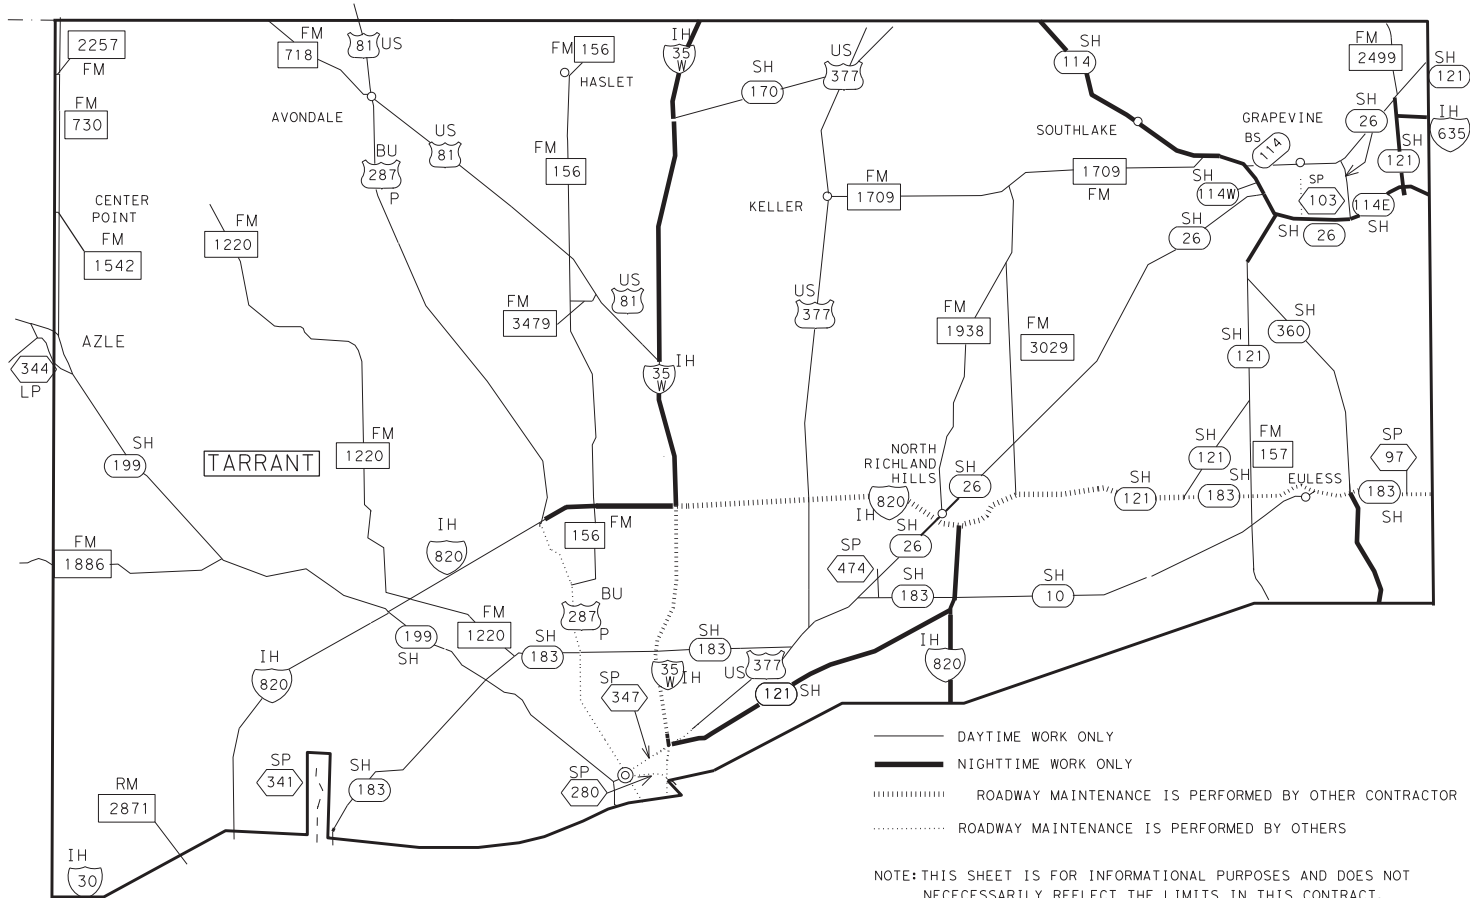 FM
2257
FM
FM
730
CENTER
POINT
FM
1542
AZLE
344
LP
SH
199
FM
1886
FM
718
81
US
AVONDALE
BU
287
P
US
81
FM
1220
TARRANT
FM
1220
IH
820
FM
156
HASLET
FM
156
FM
3479
US
81
IH
35
W
IH
35
W
SH
170
US
377
KELLER
FM
1709
US
377
SH
114
SOUTHLAKE
1709
FM
FM
2499
SH
121
SH
26
IH
635
GRAPEVINE
BS
114
SH
121
SP
103
SH
114W
114E
SH
SH
26
SH
26
FM
1938
FM
3029
SH
121
SH
360
NORTH
RICHLAND
HILLS
SH
26
820
IH
SH
26
SH
121
FM
157
SH
121
SH
183
EULESS
SP
97
183
SH
FM
156
BU
287
P
SP
474
SH
183
SH
10
199
SH
FM
1220
SH
183
SH
183
IH
820
35
W
IH
US
377
121
SH
IH
820
SP
347
SP
280
SP
341
SH
183
RM
2871
IH
30
DAYTIME WORK ONLY
NIGHTTIME WORK ONLY
ROADWAY MAINTENANCE IS PERFORMED BY OTHER CONTRACTOR
ROADWAY MAINTENANCE IS PERFORMED BY OTHERS
NOTE: THIS SHEET IS FOR INFORMATIONAL PURPOSES AND DOES NOT
NECECESSARILY REFLECT THE LIMITS IN THIS CONTRACT.